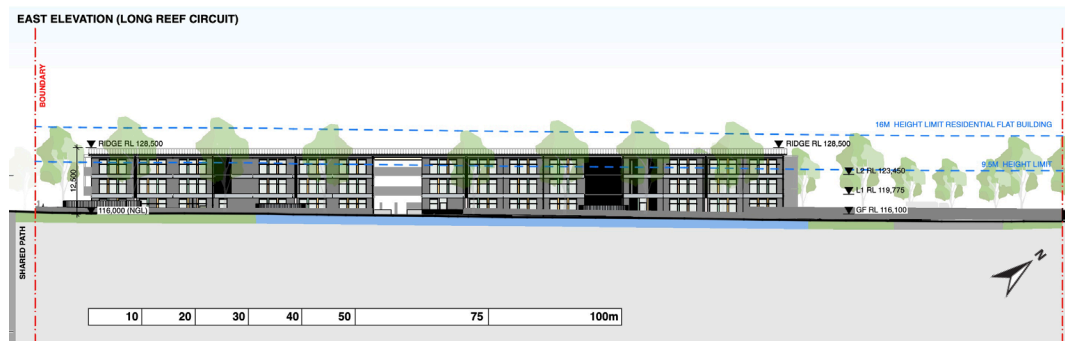 EAST ELEVATION (LONG REEF CIRCUIT)
BOUNDARY
16M HEIGHT LIMIT RESIDENTIAL FLAT BUILDING
RIDGE RL 128,500
RIDGE RL 128,500
9.5M HEIGHT LIMIT
L2 RL 123,450
12,500
L1 RL 119,775
116,000 (NGL)
GF RL 116,100
SHARED PATH
N
10 20 30 40 50 75 100m